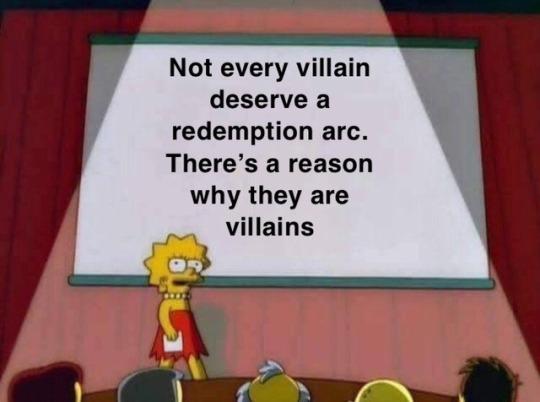 Not every villain
deserve a
redemption arc.
There's a reason
why they are
villains